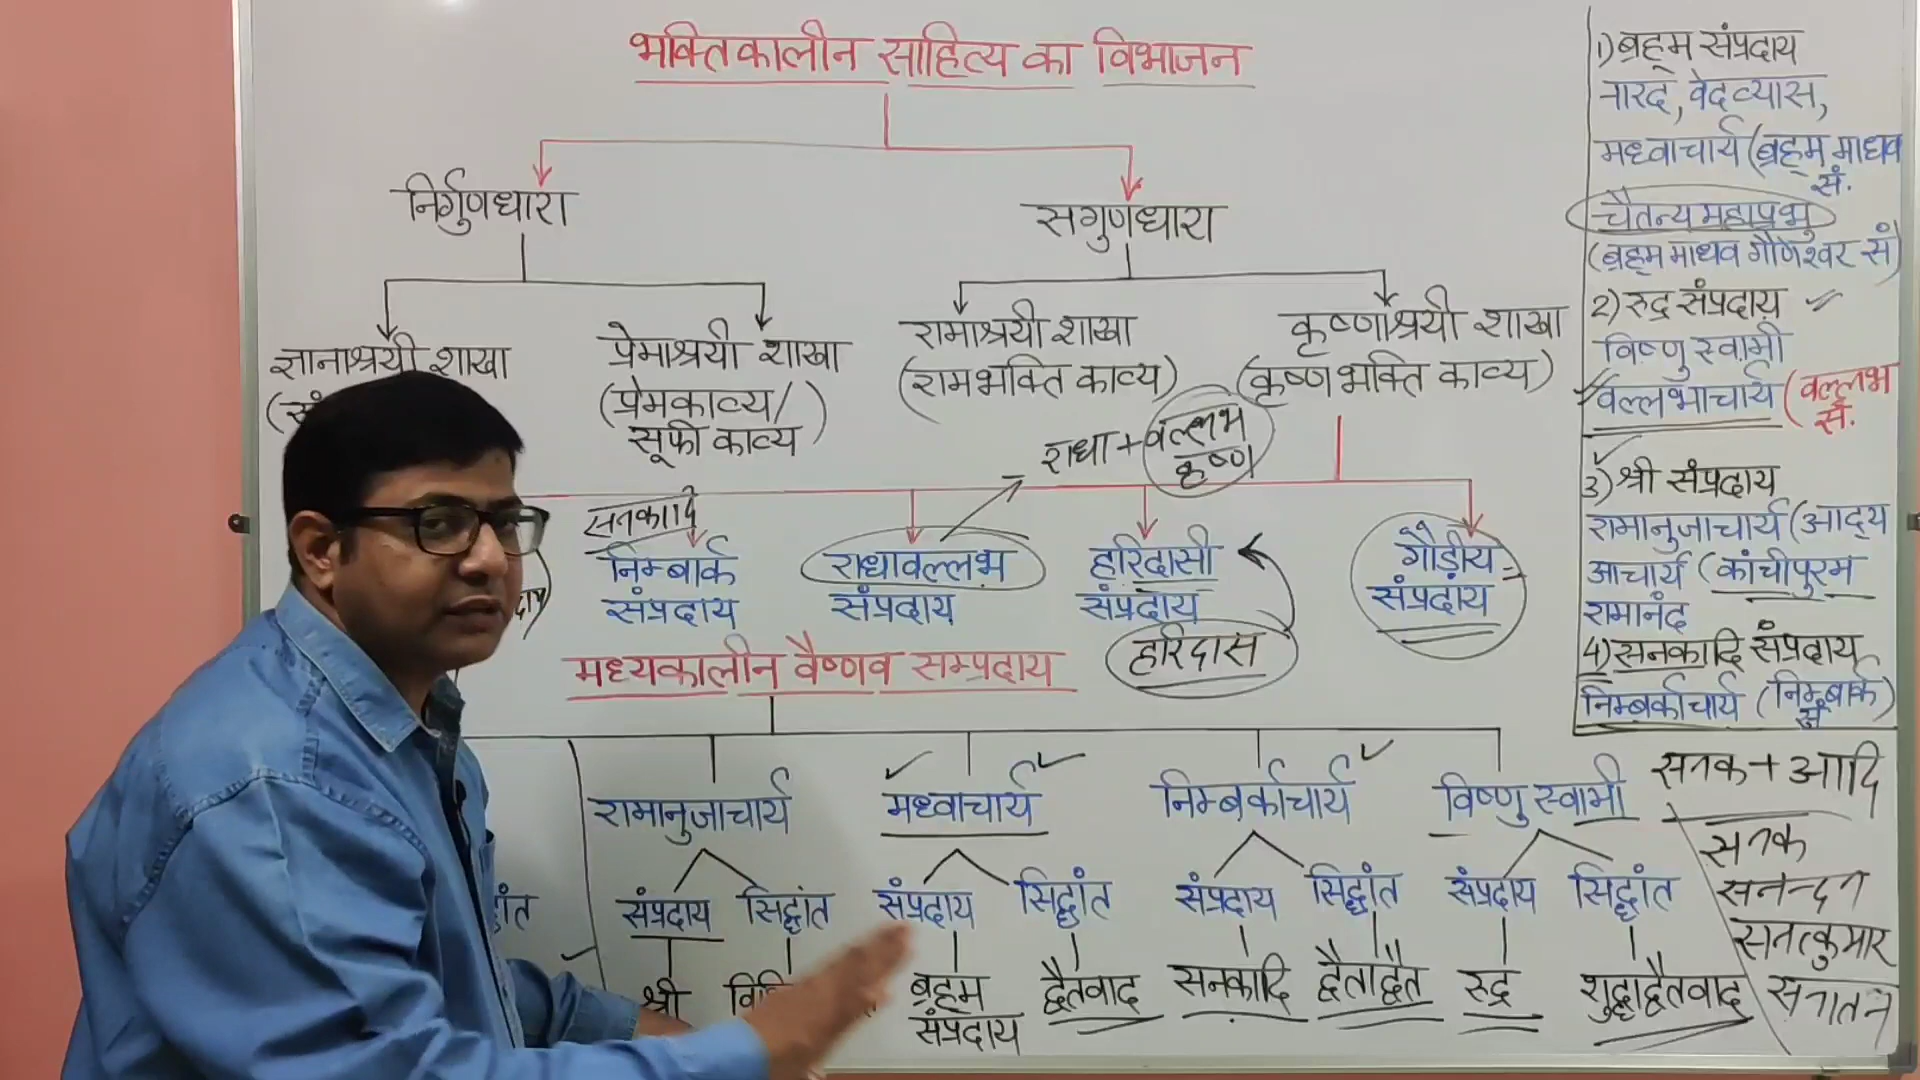 भक्तिकालीन साहित्य का विभाजन
निर्गुणधारा
सगुणधारा
ज्ञानाश्रयी शाखा
प्रेमाश्रयी शाखा
(प्रेमकाव्य/
सूफी काव्य)
रामाश्रयी शाखा
(रामभक्ति काव्य)
कृष्णाश्रयी शाखा
(कृष्णभक्ति काव्य)
राधा + वल्लभ
कृष्ण
सनकादि
निम्बार्क
संप्रदाय
राधावल्लभ
संप्रदाय
हरिदासी
संप्रदाय
हरिदास
गौड़ीय
संप्रदाय
मध्यकालीन वैष्णव सम्प्रदाय
रामानुजाचार्य
संप्रदाय सिद्धांत
श्री
मध्वाचार्य
संप्रदाय सिद्धांत
ब्रह्म द्वैतवाद
संप्रदाय
निम्बर्काचार्य
संप्रदाय सिद्धांत
सनकादि द्वैताद्वैत
विष्णु स्वामी
संप्रदाय सिद्धांत
रुद्र शुद्धाद्वैतवाद
1) ब्रह्म संप्रदाय
नारद, वेदव्यास,
मध्वाचार्य (ब्रह्म माधव
सं.
चैतन्य महाप्रभु
(ब्रह्म माधव गौणेश्वर सं)
2) रुद्र संप्रदाय
विष्णु स्वामी
वल्लभाचार्य (वल्लभ
सं.
3) श्री संप्रदाय
रामानुजाचार्य (आद्य
आचार्य (कांचीपुरम
रामानंद
4) सनकादि संप्रदाय
निम्बर्काचार्य (निम्बार्क)
सं
सनक + आदि
सनक
सनन्दन
सनत्कुमार
सनातन